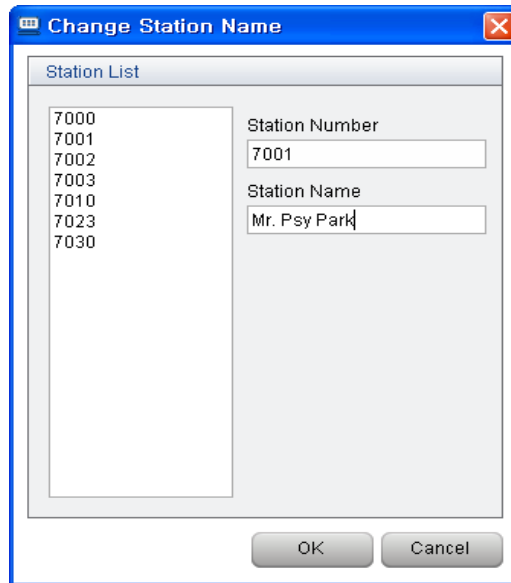 Change Station Name
Station List
7000
7001
7002
7003
7010
7023
7030
Station Number
7001
Station Name
Mr. Psy Park
OK
Cancel